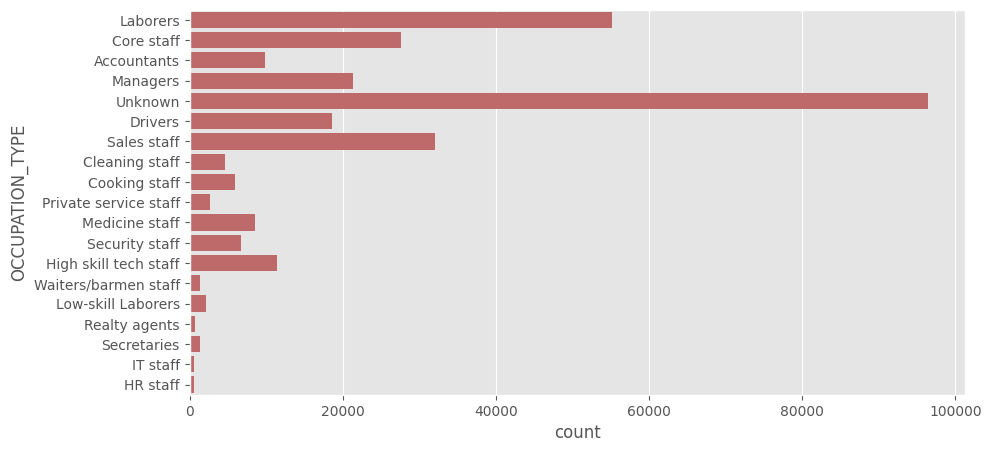 OCCUPATION_TYPE
Laborers
Core staff
Accountants
Managers
Unknown
Drivers
Sales staff
Cleaning staff
Cooking staff
Private service staff
Medicine staff
Security staff
High skill tech staff
Waiters/barmen staff
Low-skill Laborers
Realty agents
Secretaries
IT staff
HR staff
0 20000 40000 60000 80000 100000
count